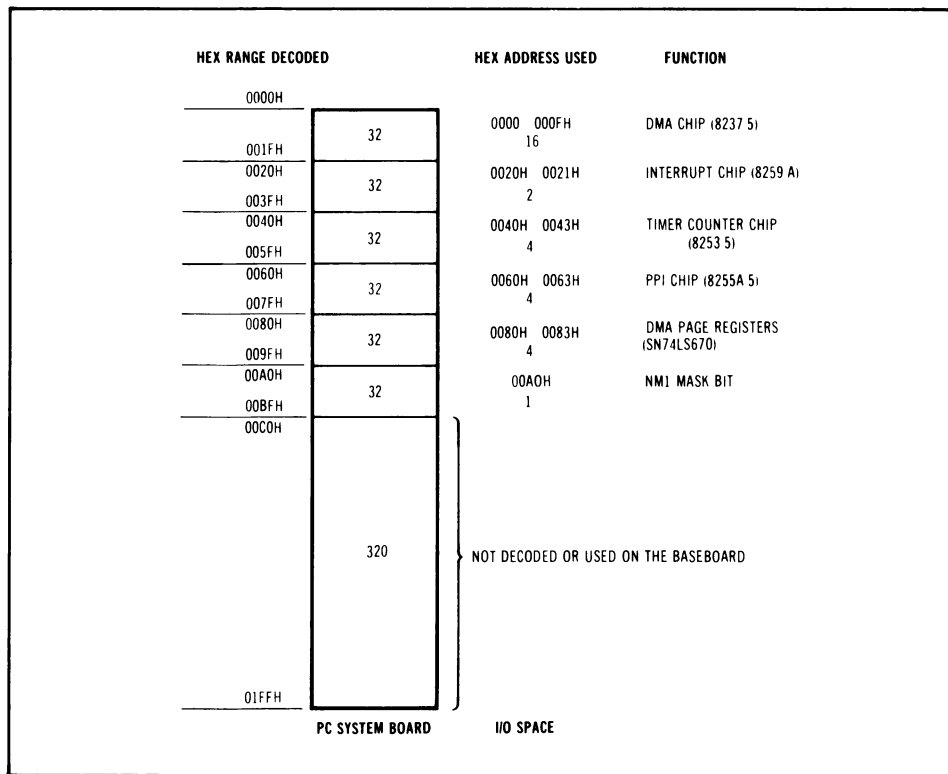 HEX RANGE DECODED HEX ADDRESS USED FUNCTION
0000H
32 0000 000FH DMA CHIP (8237 5)
001FH 16
0020H 0020H 0021H INTERRUPT CHIP (8259 A)
32
003FH 2
0040H 0040H 0043H TIMER COUNTER CHIP
32 (8253 5)
005FH 4
0060H 0060H 0063H PPI CHIP (8255A 5)
32
007FH 4
0080H 0080H 0083H DMA PAGE REGISTERS
32 (SN74LS670)
009FH 4
00A0H 00A0H NM1 MASK BIT
32
00BFH 1
00C0H
320 NOT DECODED OR USED ON THE BASEBOARD
01FFH
PC SYSTEM BOARD I/O SPACE